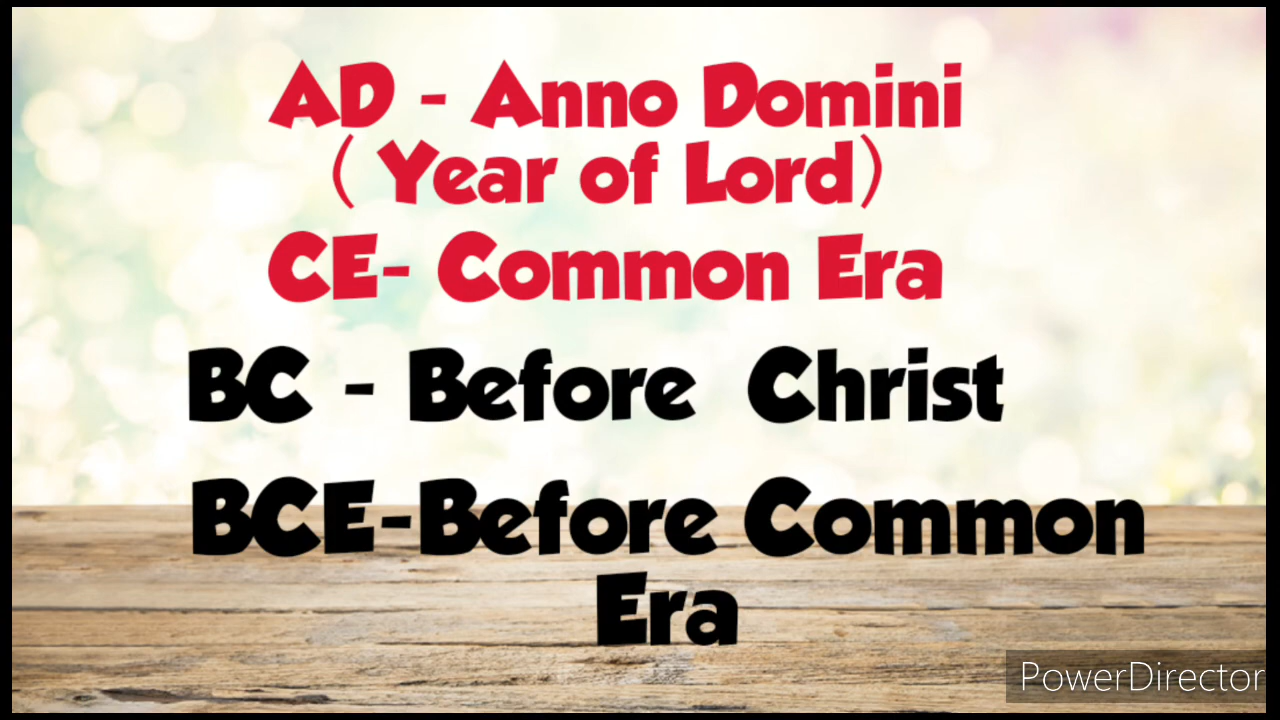 AD - Anno Domini
( Year of Lord)
CE- Common Era
BC - Before Christ
BCE-Before Common
Era
PowerDirector